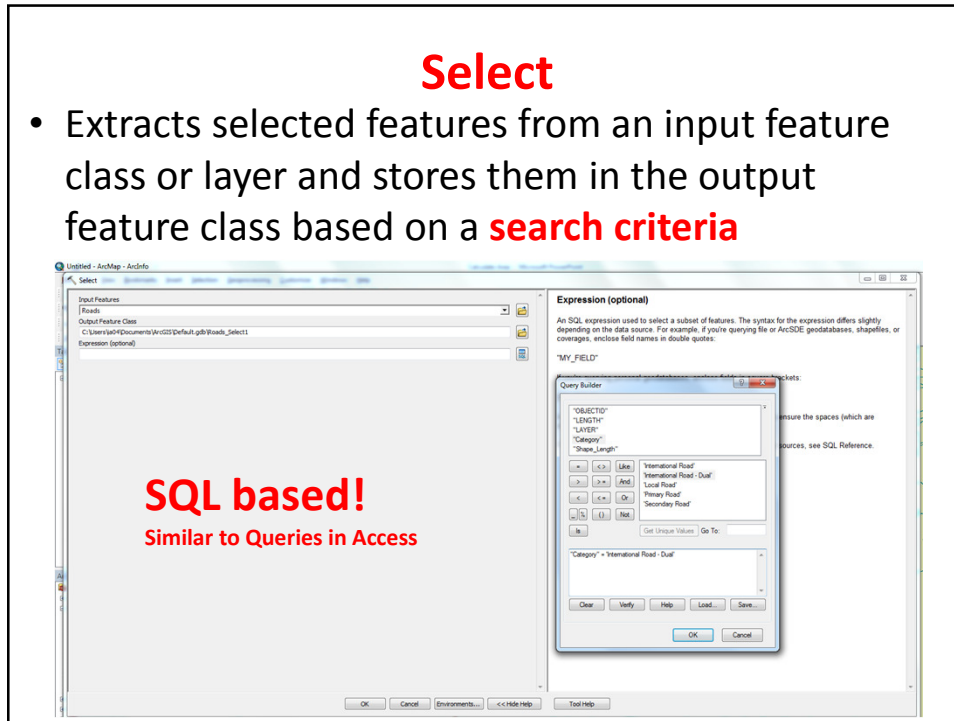 Select
• Extracts selected features from an input feature
class or layer and stores them in the output
feature class based on a search criteria
Untitled - ArcMap - ArcInfo
Select
Input Features
Roads
Output Feature Class
C:\Users\a04\Documents\ArcGIS\Default.gdb\Roads_Select1
Expression (optional)
SQL based!
Similar to Queries in Access
Expression (optional)
An SQL expression used to select a subset of features. The syntax for the expression differs slightly
depending on the data source. For example, if you're querying file or ArcSDE geodatabases, shapefiles, or
coverages, enclose field names in double quotes:
"MY_FIELD"
Query Builder
ensure the spaces (which are
sources, see SQL Reference.
"OBJECTID"
"LENGTH"
"LAYER"
"Category"
"Shape_Length"
= <> Like
> >= And
< <= Or
_ % () Not
Is
'International Road'
'International Road - Dual'
'Local Road'
'Primary Road'
'Secondary Road'
Get Unique Values Go To:
"Category" = 'International Road - Dual'
Clear Verify Help Load... Save...
OK Cancel
OK Cancel Environments... << Hide Help Tool Help